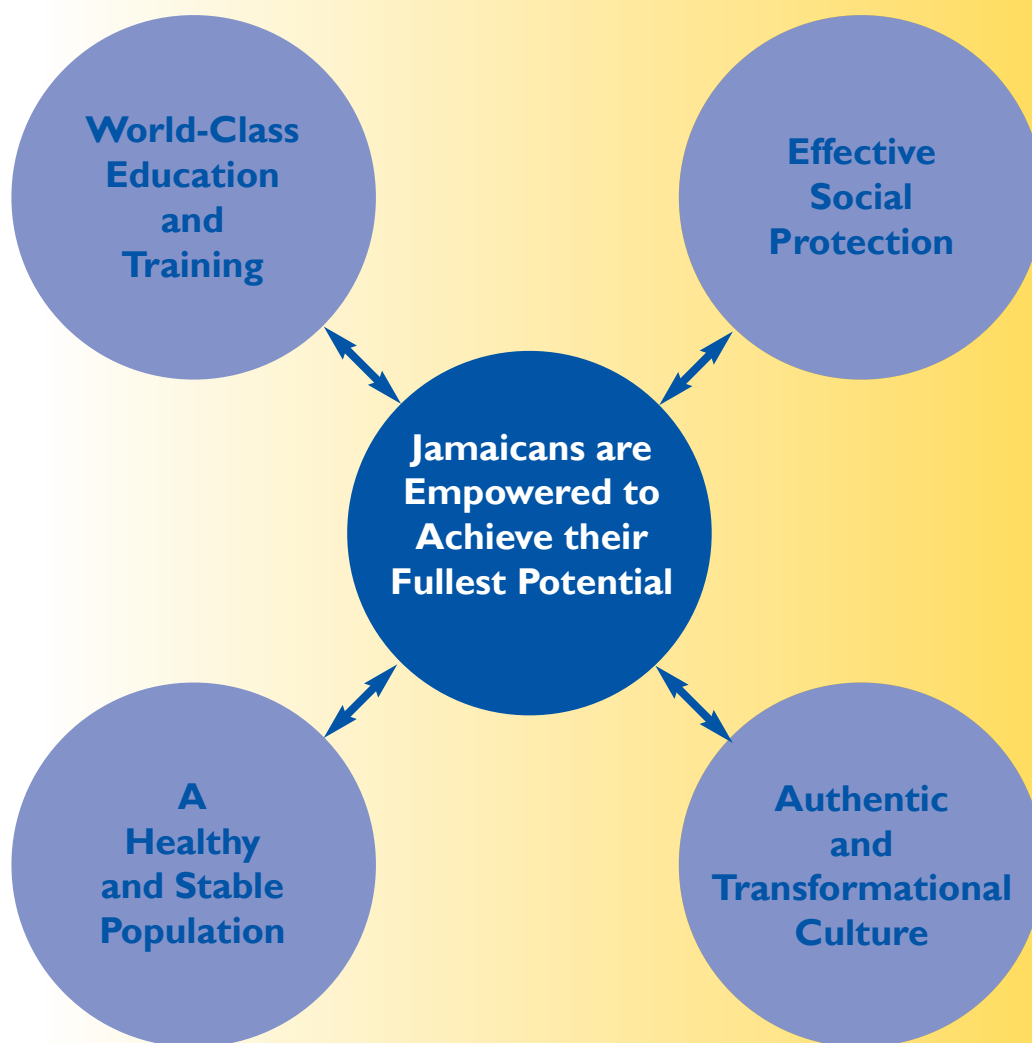 World-Class
Education
and
Training
Effective
Social
Protection
Jamaicans are
Empowered to
Achieve their
Fullest Potential
A
Healthy
and Stable
Population
Authentic
and
Transformational
Culture